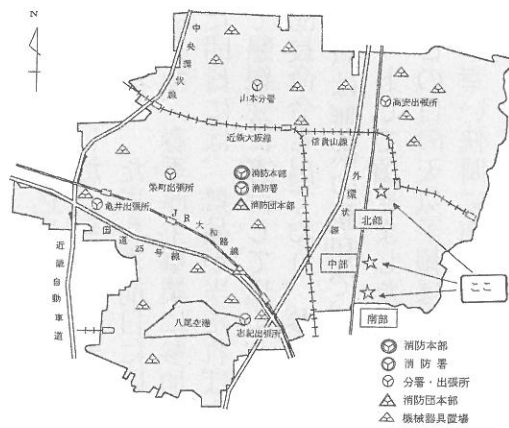 N
中央環状線
山本分署
高安出張所
近鉄大阪線
信貴山線
外環状線
栄町出張所
消防本部
消防署
消防団本部
亀井出張所
JR大和路線
国道25号線
近畿自動車道
北部
中部
ここ
南部
八尾空港
志紀出張所
消防本部
消防署
分署・出張所
消防団本部
機械器具置場